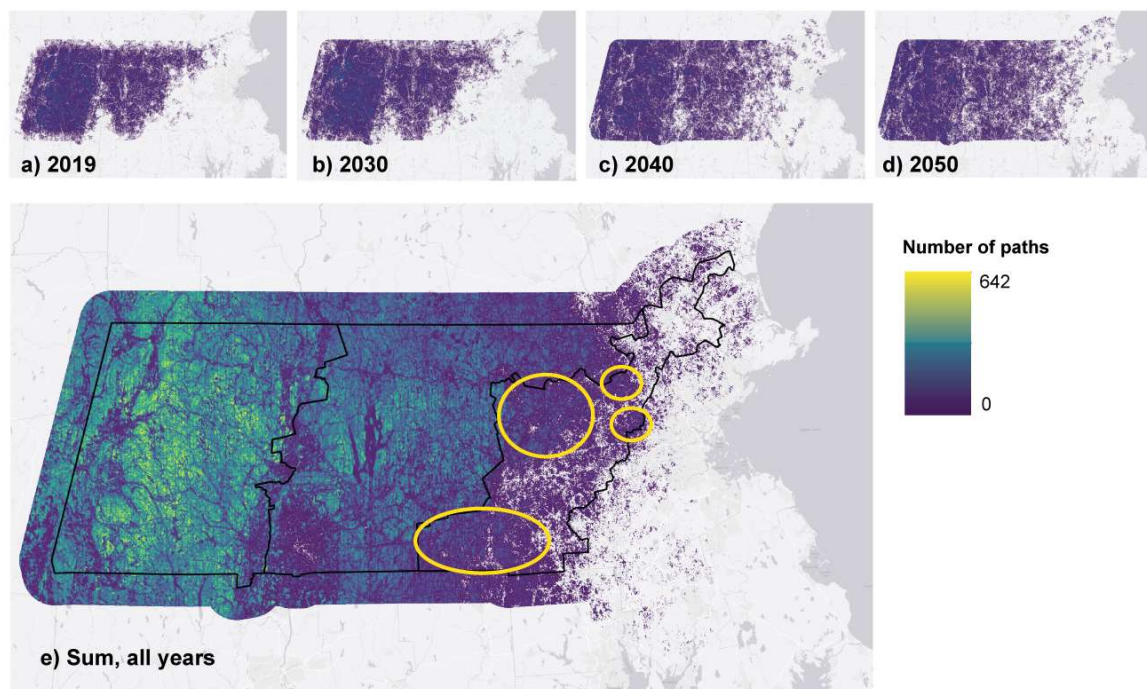 a) 2019
b) 2030
c) 2040
d) 2050
Number of paths
642
0
e) Sum, all years